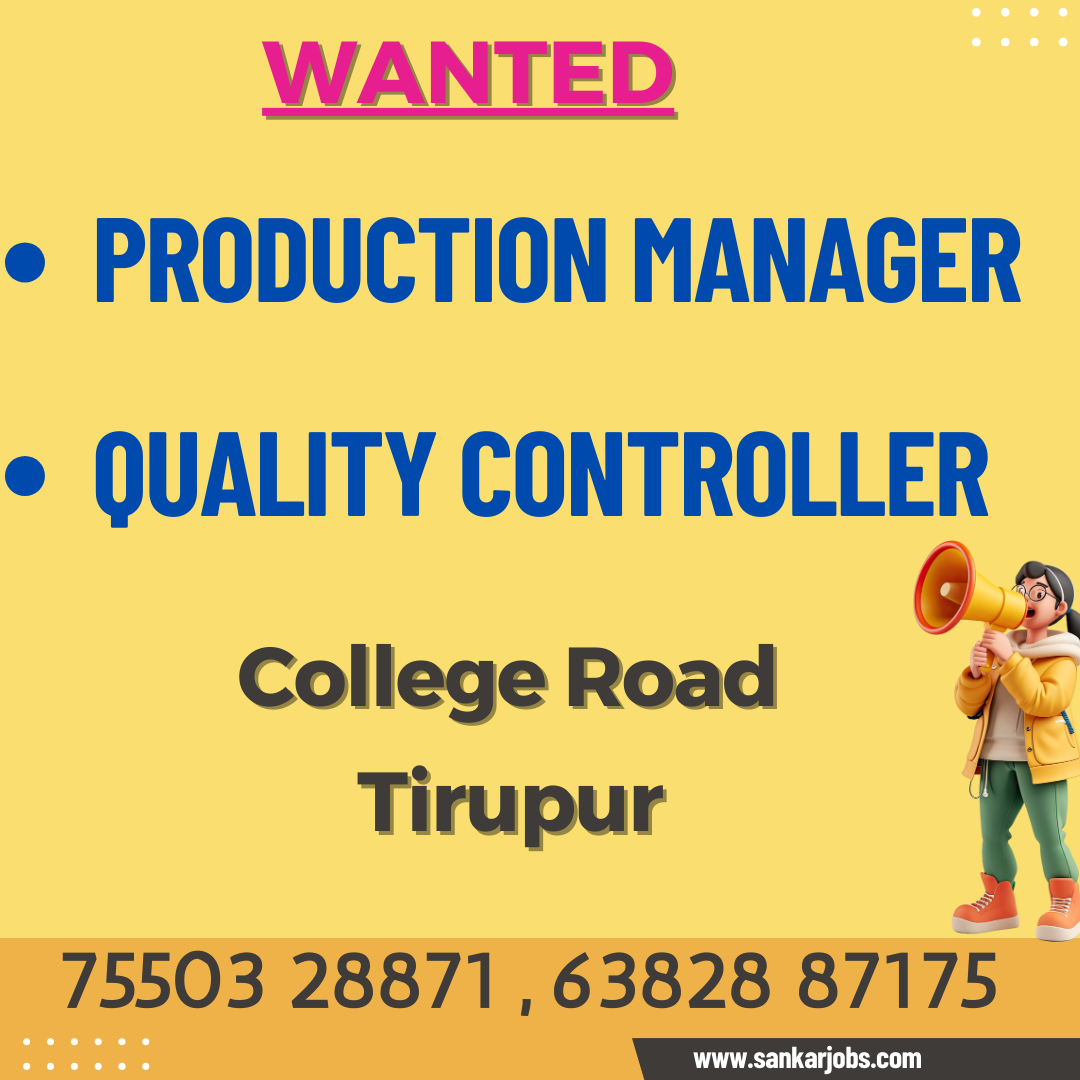 WANTED
• PRODUCTION MANAGER
• QUALITY CONTROLLER
College Road
Tirupur
75503 28871 , 63828 87175
www.sankarjobs.com